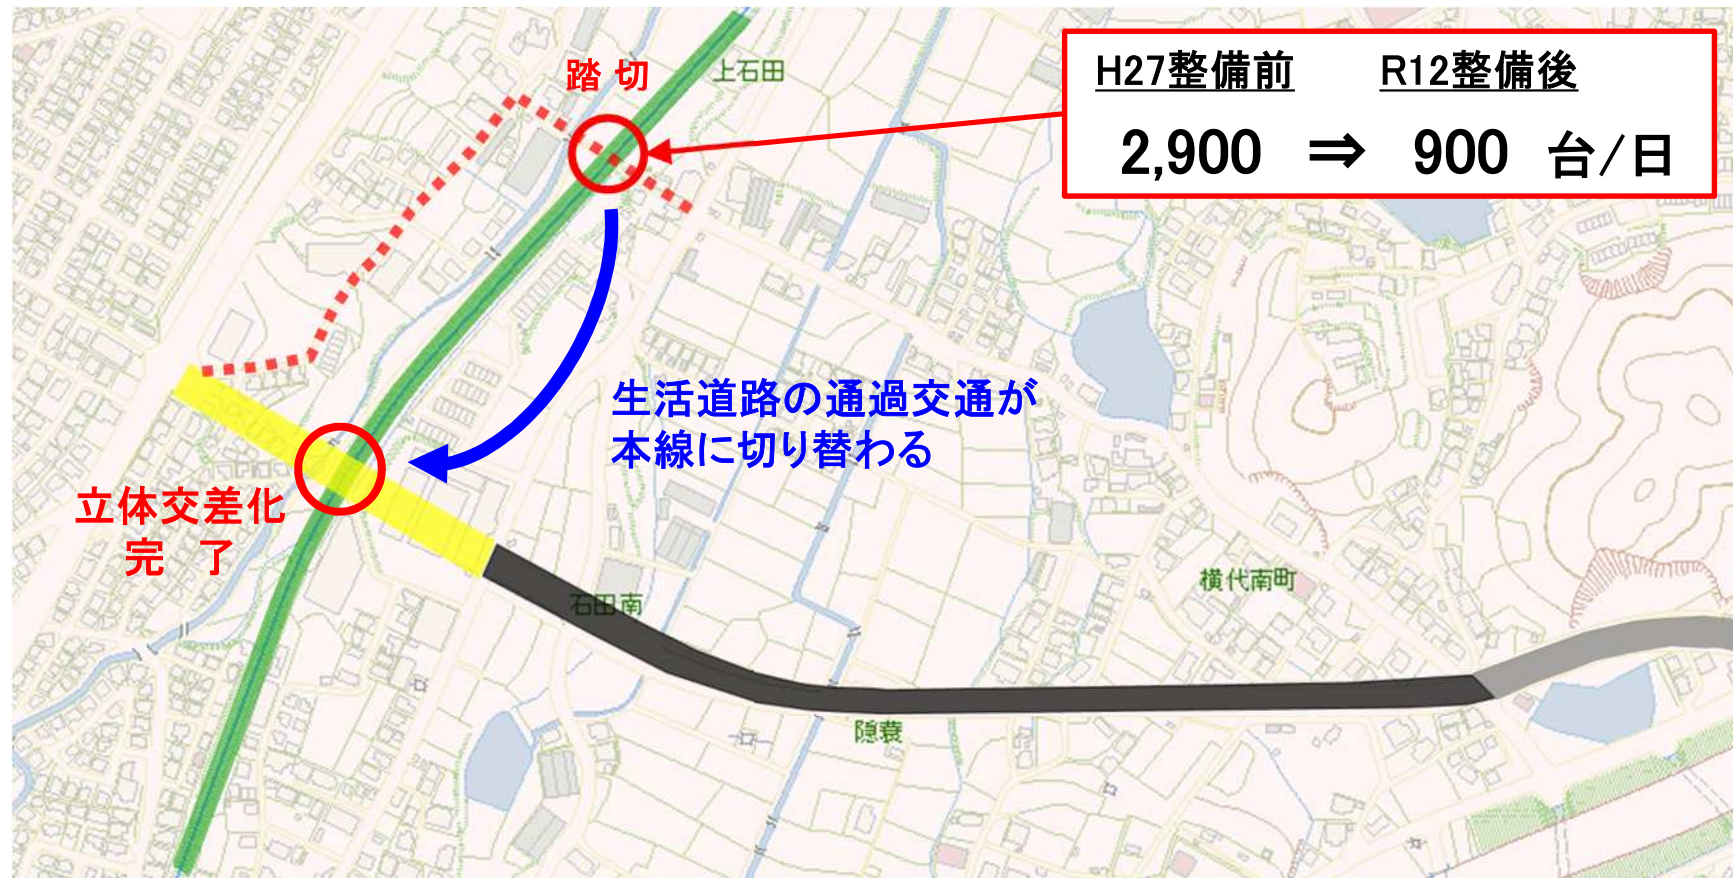 踏切
上石田
H27整備前 R12整備後
2,900 ⇒ 900 台/日
生活道路の通過交通が
本線に切り替わる
立体交差化
完了
石田南
横代南町
隠蓑